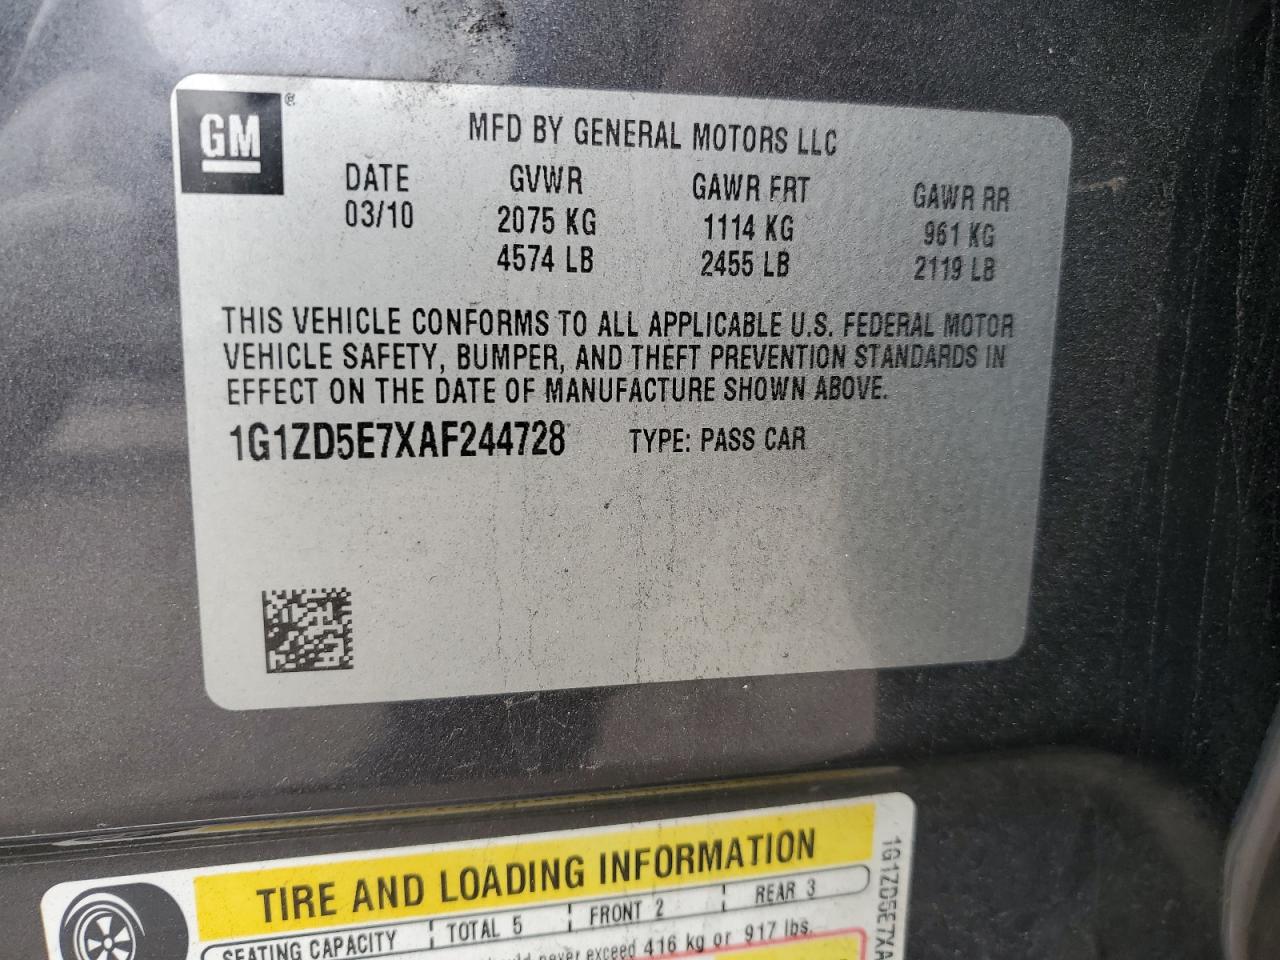 GM®
MFD BY GENERAL MOTORS LLC
DATE GVWR GAWR FRT GAWR RR
03/10 2075 KG 1114 KG 961 KG
4574 LB 2455 LB 2119 LB
THIS VEHICLE CONFORMS TO ALL APPLICABLE U.S. FEDERAL MOTOR
VEHICLE SAFETY, BUMPER, AND THEFT PREVENTION STANDARDS IN
EFFECT ON THE DATE OF MANUFACTURE SHOWN ABOVE.
1G1ZD5E7XAF244728 TYPE: PASS CAR
TIRE AND LOADING INFORMATION
SEATING CAPACITY TOTAL 5 FRONT 2 REAR 3
never exceed 416 kg or 917 lbs.
1G1ZD5E7XA